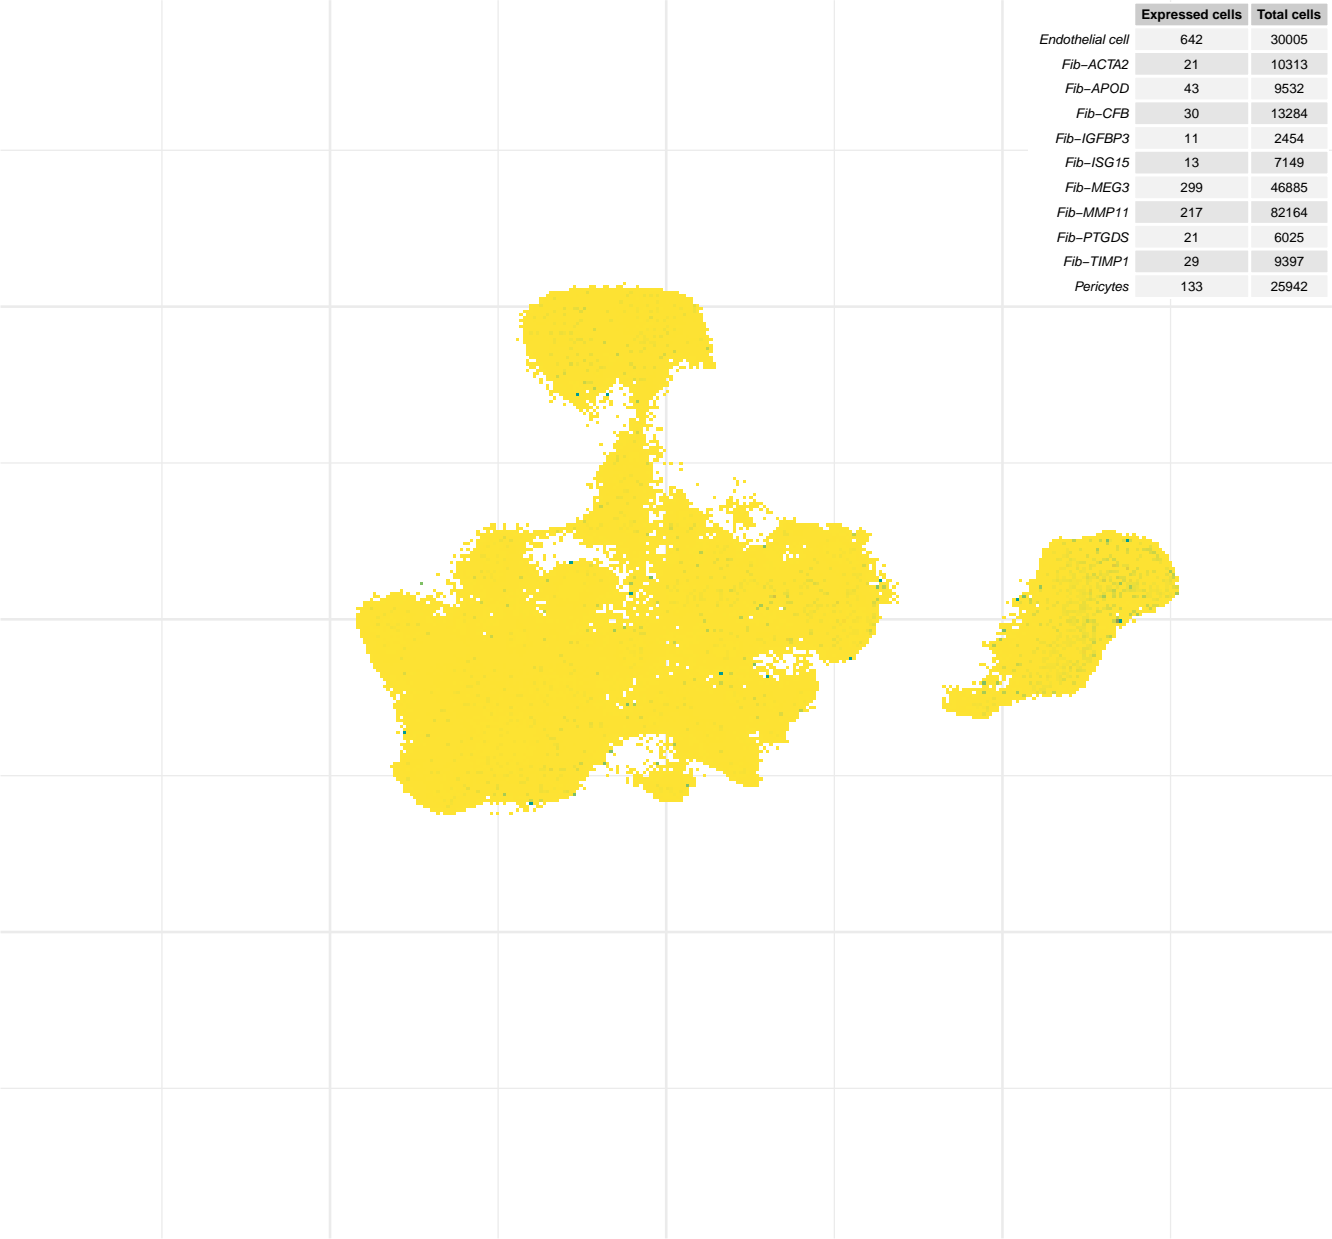 Expressed cells Total cells
Endothelial cell 642 30005
Fib−ACTA2 21 10313
Fib−APOD 43 9532
Fib−CFB 30 13284
Fib−IGFBP3 11 2454
Fib−ISG15 13 7149
Fib−MEG3 299 46885
Fib−MMP11 217 82164
Fib−PTGDS 21 6025
Fib−TIMP1 29 9397
Pericytes 133 25942